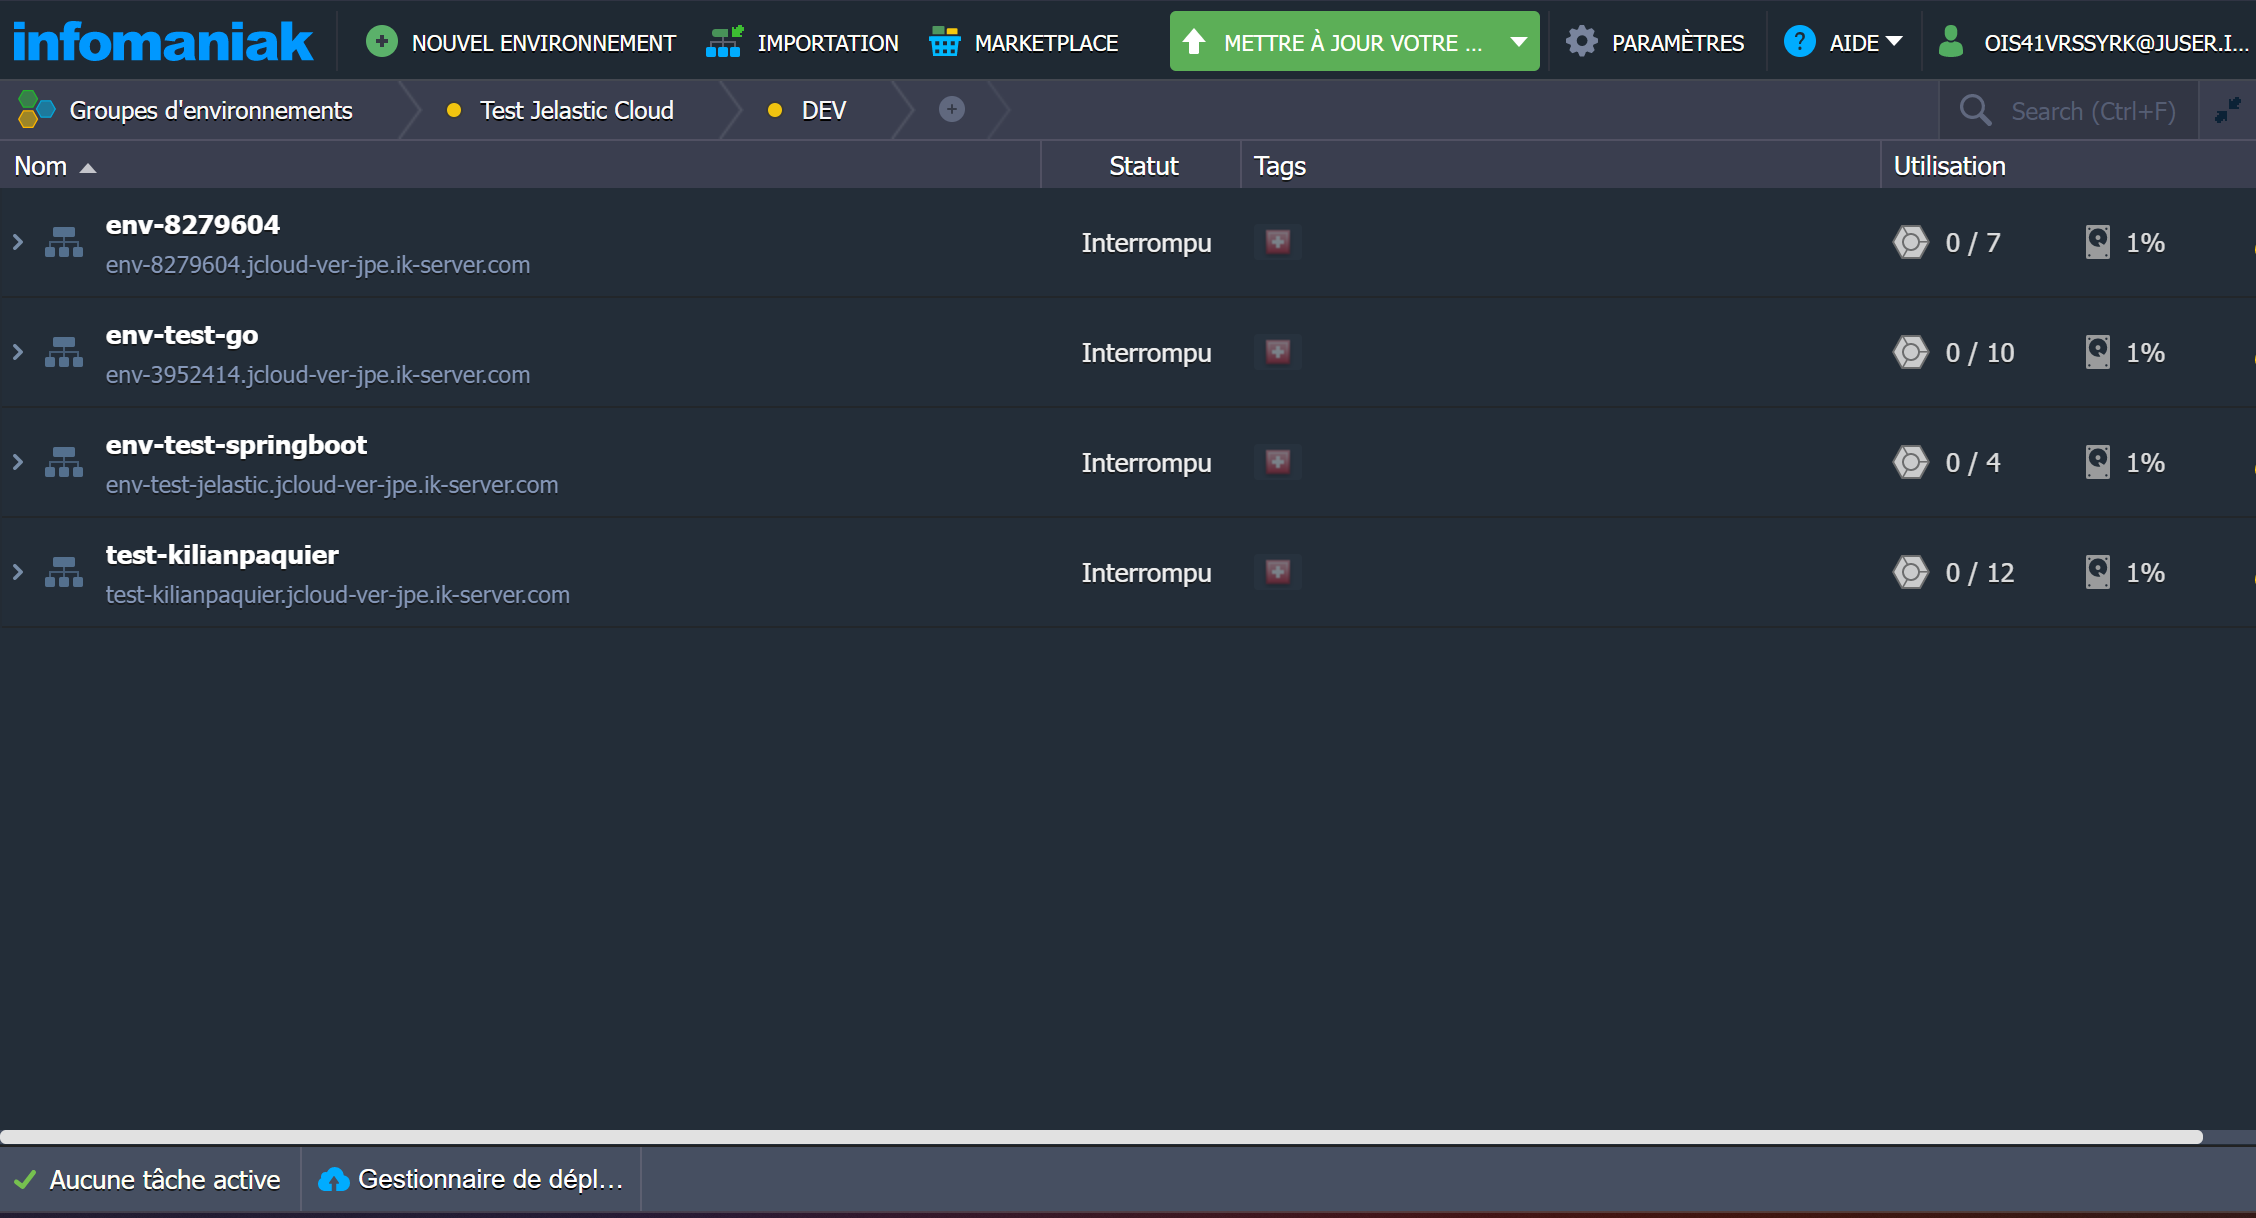 infomaniak
NOUVEL ENVIRONNEMENT
IMPORTATION
MARKETPLACE
METTRE À JOUR VOTRE ...
PARAMÈTRES
AIDE
OIS41VRSSYRK@JUSER.I...
Groupes d'environnements
Test Jelastic Cloud
DEV
Search (Ctrl+F)
Nom
Statut
Tags
Utilisation
env-8279604
env-8279604.jcloud-ver-jpe.ik-server.com
Interrompu
0 / 7
1%
env-test-go
env-3952414.jcloud-ver-jpe.ik-server.com
Interrompu
0 / 10
1%
env-test-springboot
env-test-jelastic.jcloud-ver-jpe.ik-server.com
Interrompu
0 / 4
1%
test-kilianpaquier
test-kilianpaquier.jcloud-ver-jpe.ik-server.com
Interrompu
0 / 12
1%
Aucune tâche active
Gestionnaire de dépl...